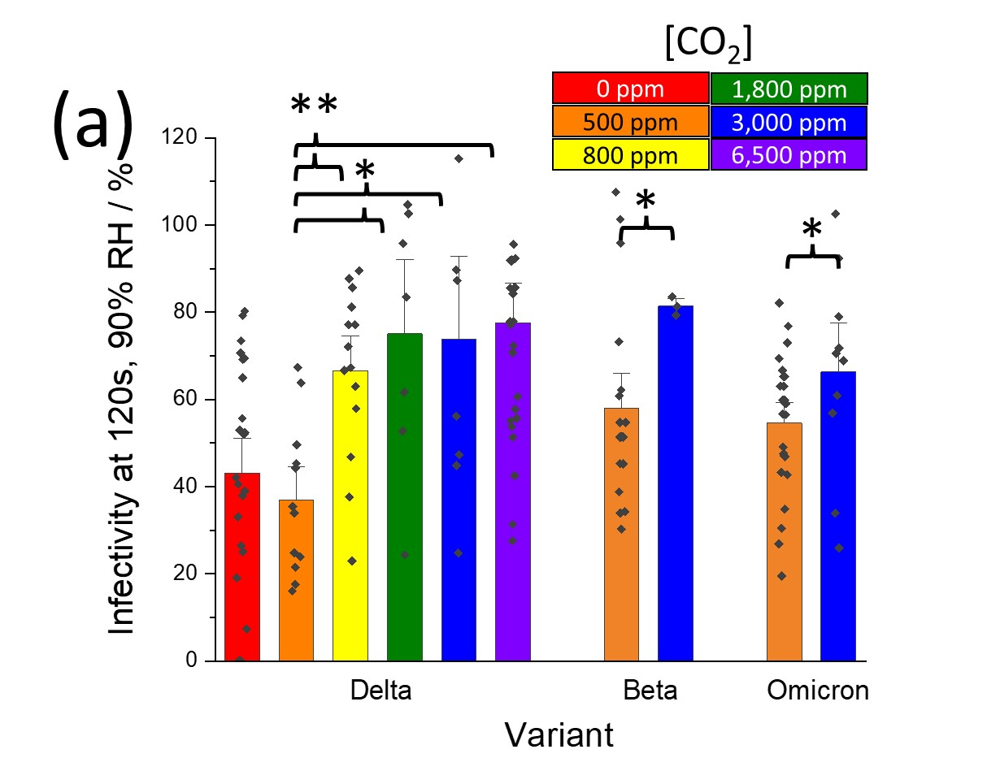 [CO₂]
(a)
0 ppm 1,800 ppm
500 ppm 3,000 ppm
800 ppm 6,500 ppm
**
*
*
*
Infectivity at 120s, 90% RH / %
120
100
80
60
40
20
0
Delta Beta Omicron
Variant